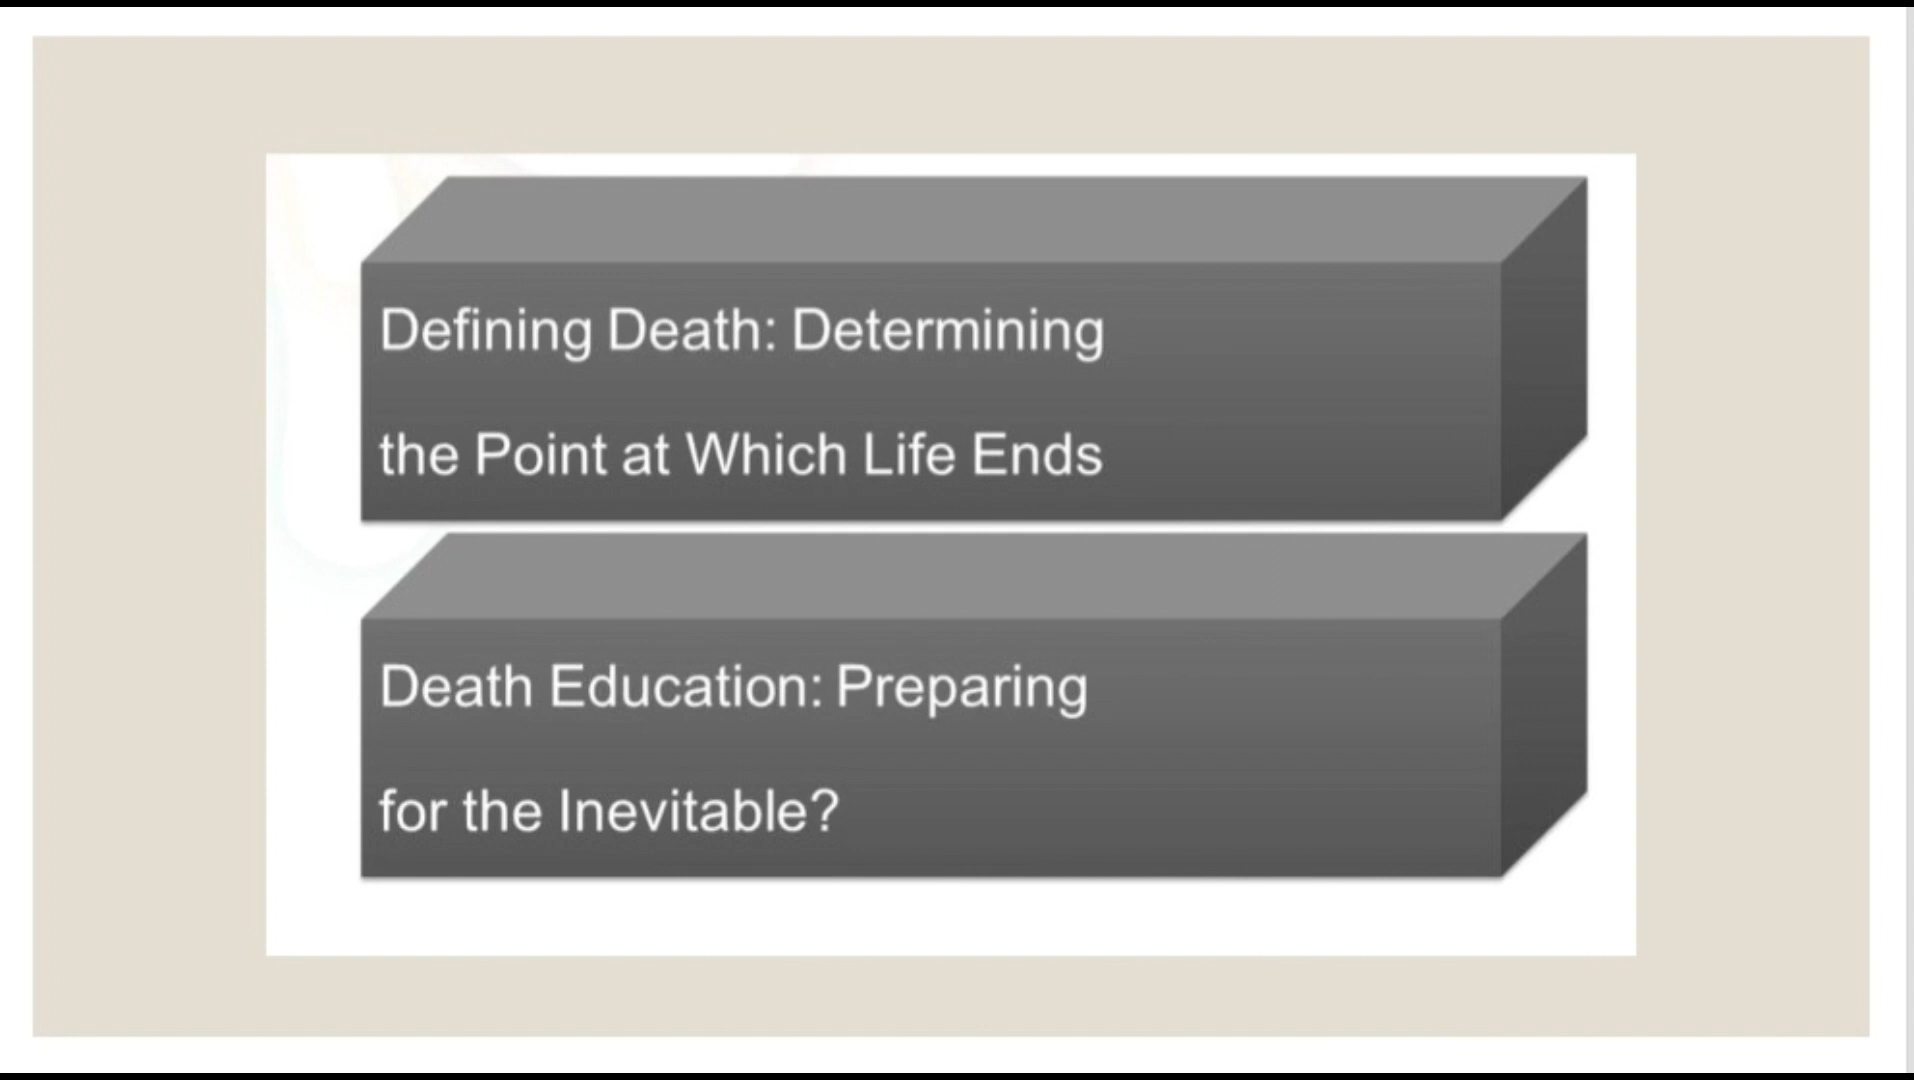 Defining Death: Determining
the Point at Which Life Ends
Death Education: Preparing
for the Inevitable?